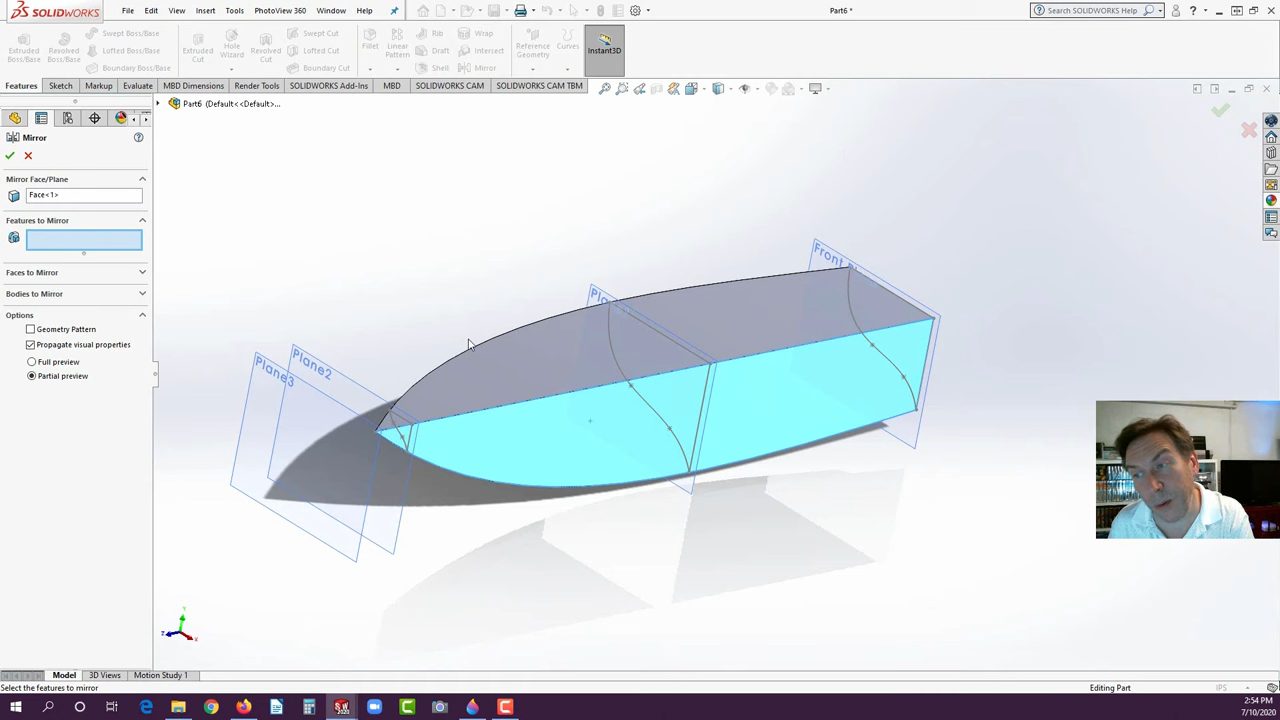 SOLIDWORKS
File Edit View Insert Tools PhotoView 360 Window
Part6 *
Search SOLIDWORKS Help
Extruded Boss/Base
Revolved Boss/Base
Swept Boss/Base
Lofted Boss/Base
Boundary Boss/Base
Extruded Cut
Hole Wizard
Revolved Cut
Swept Cut
Lofted Cut
Boundary Cut
Fillet
Linear Pattern
Rib
Draft
Shell
Wrap
Intersect
Mirror
Reference Geometry
Curves
Instant3D
Features Sketch Markup Evaluate MBD Dimensions Render Tools SOLIDWORKS Add-Ins MBD SOLIDWORKS CAM SOLIDWORKS CAM TBM
Part6 (Default<<Default>...
Mirror
Mirror Face/Plane
Face<1>
Features to Mirror
Faces to Mirror
Bodies to Mirror
Options
Geometry Pattern
Propagate visual properties
Full preview
Partial preview
Plane3
Plane2
Model 3D Views Motion Study 1
Select the features to mirror
Editing Part
IPS
2:54 PM
7/10/2020